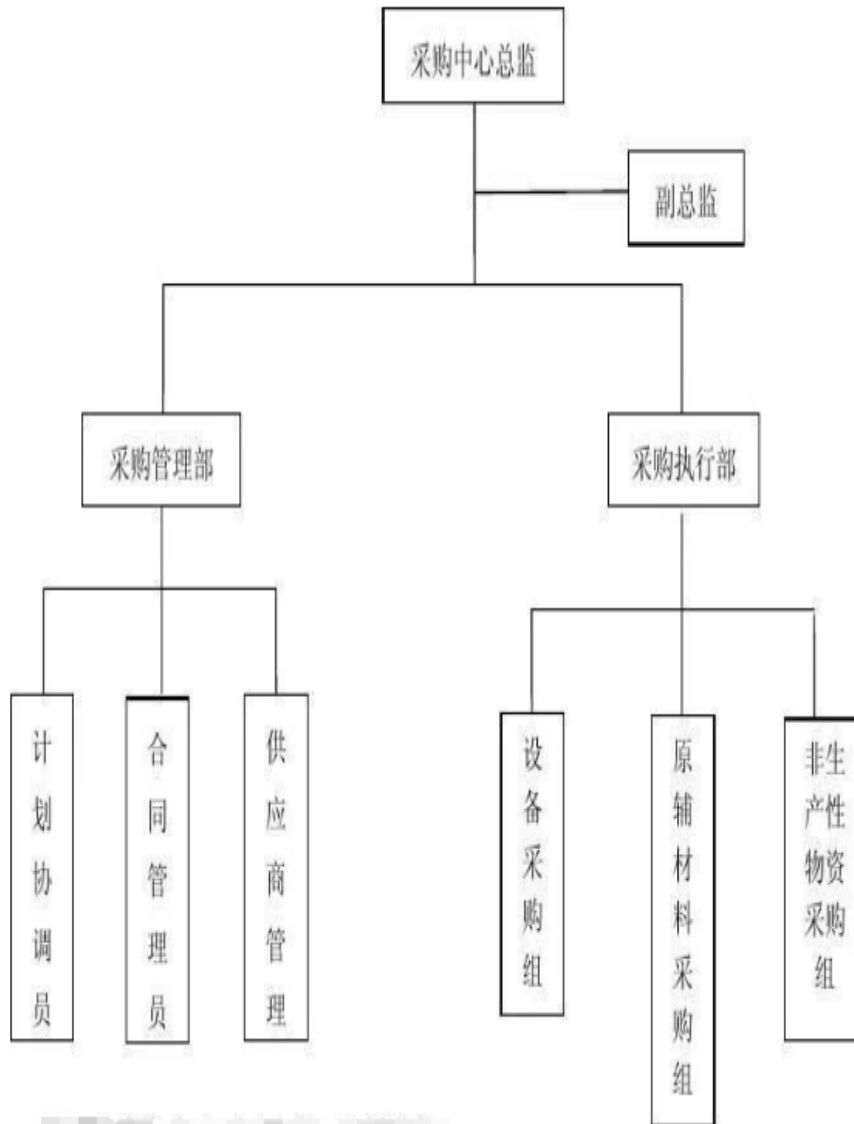 采购中心总监
副总监
采购管理部
采购执行部
计划协调员
合同管理员
供应商管理
设备采购组
原辅材料采购组
非生产性物资采购组